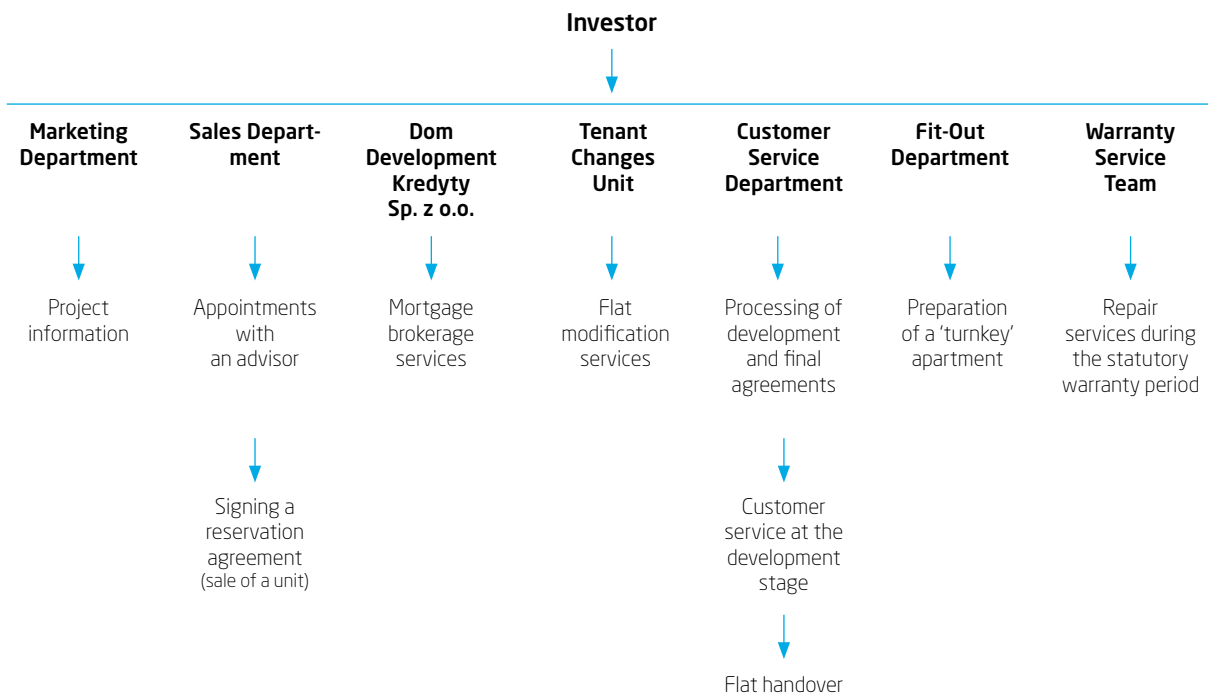 Investor
Marketing
Department
Sales Depart-
ment
Dom
Development
Kredyty
Sp. z o.o.
Tenant
Changes
Unit
Customer
Service
Department
Fit-Out
Department
Warranty
Service
Team
Project
information
Appointments
with
an advisor
Mortgage
brokerage
services
Flat
modification
services
Processing of
development
and final
agreements
Preparation
of a ‘turnkey’
apartment
Repair
services during
the statutory
warranty period
Signing a
reservation
agreement
(sale of a unit)
Customer
service at the
development
stage
Flat handover